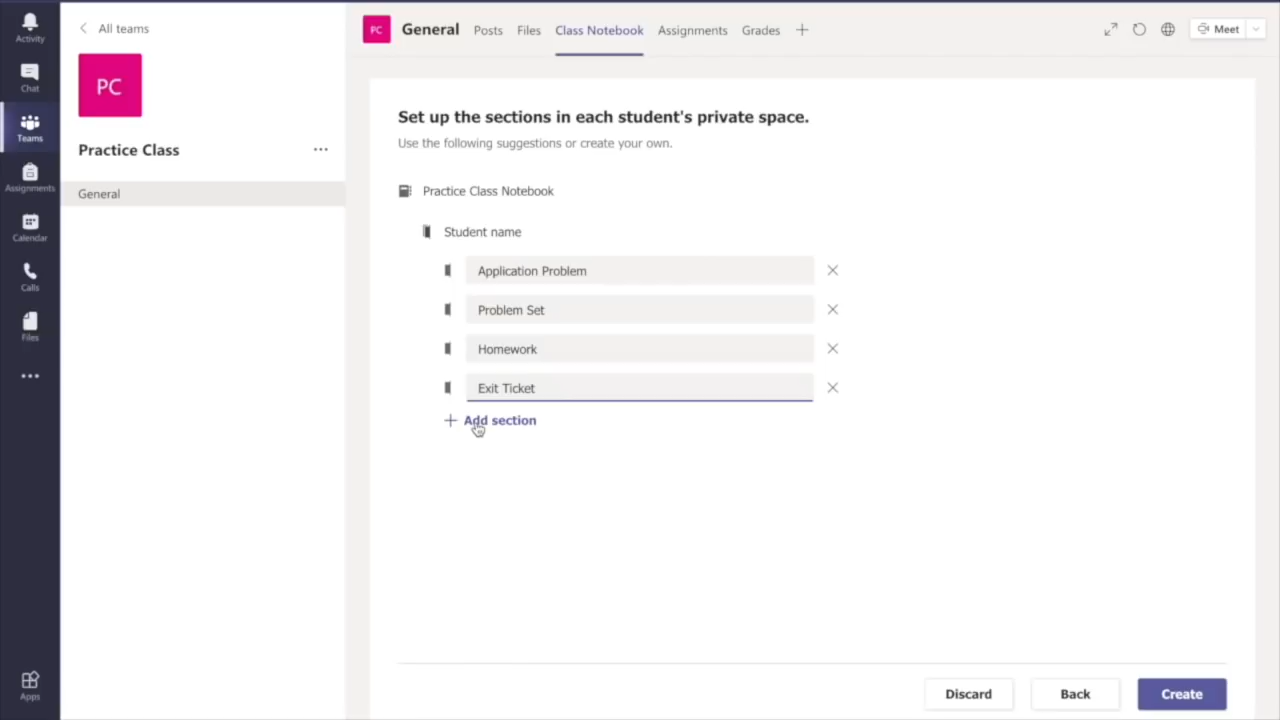 Activity
Chat
Teams
Assignments
Calendar
Calls
Files
Apps
All teams
PC
Practice Class
General
PC
General Posts Files Class Notebook Assignments Grades
Meet
Set up the sections in each student's private space.
Use the following suggestions or create your own.
Practice Class Notebook
Student name
Application Problem
Problem Set
Homework
Exit Ticket
Add section
Discard Back Create